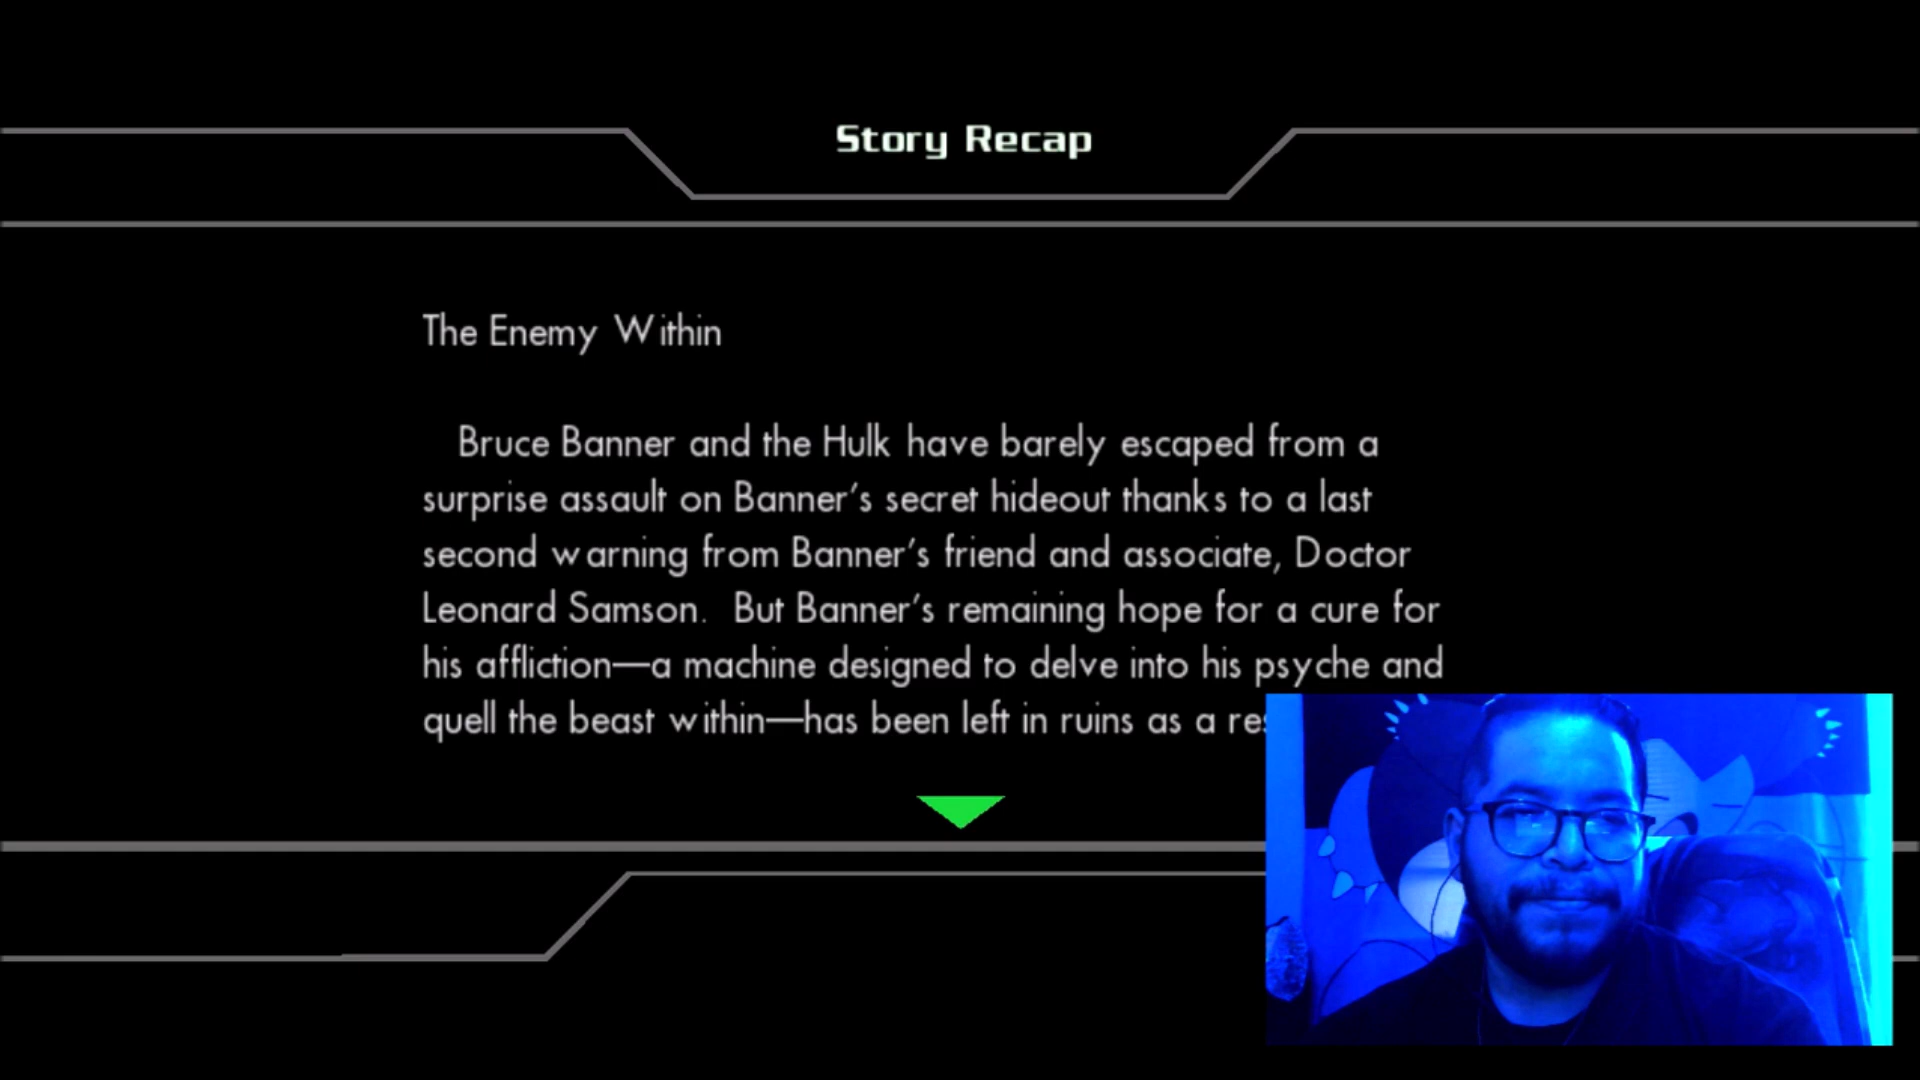 Story Recap
The Enemy Within
Bruce Banner and the Hulk have barely escaped from a
surprise assault on Banner's secret hideout thanks to a last
second warning from Banner's friend and associate, Doctor
Leonard Samson. But Banner's remaining hope for a cure for
his affliction—a machine designed to delve into his psyche and
quell the beast within—has been left in ruins as a